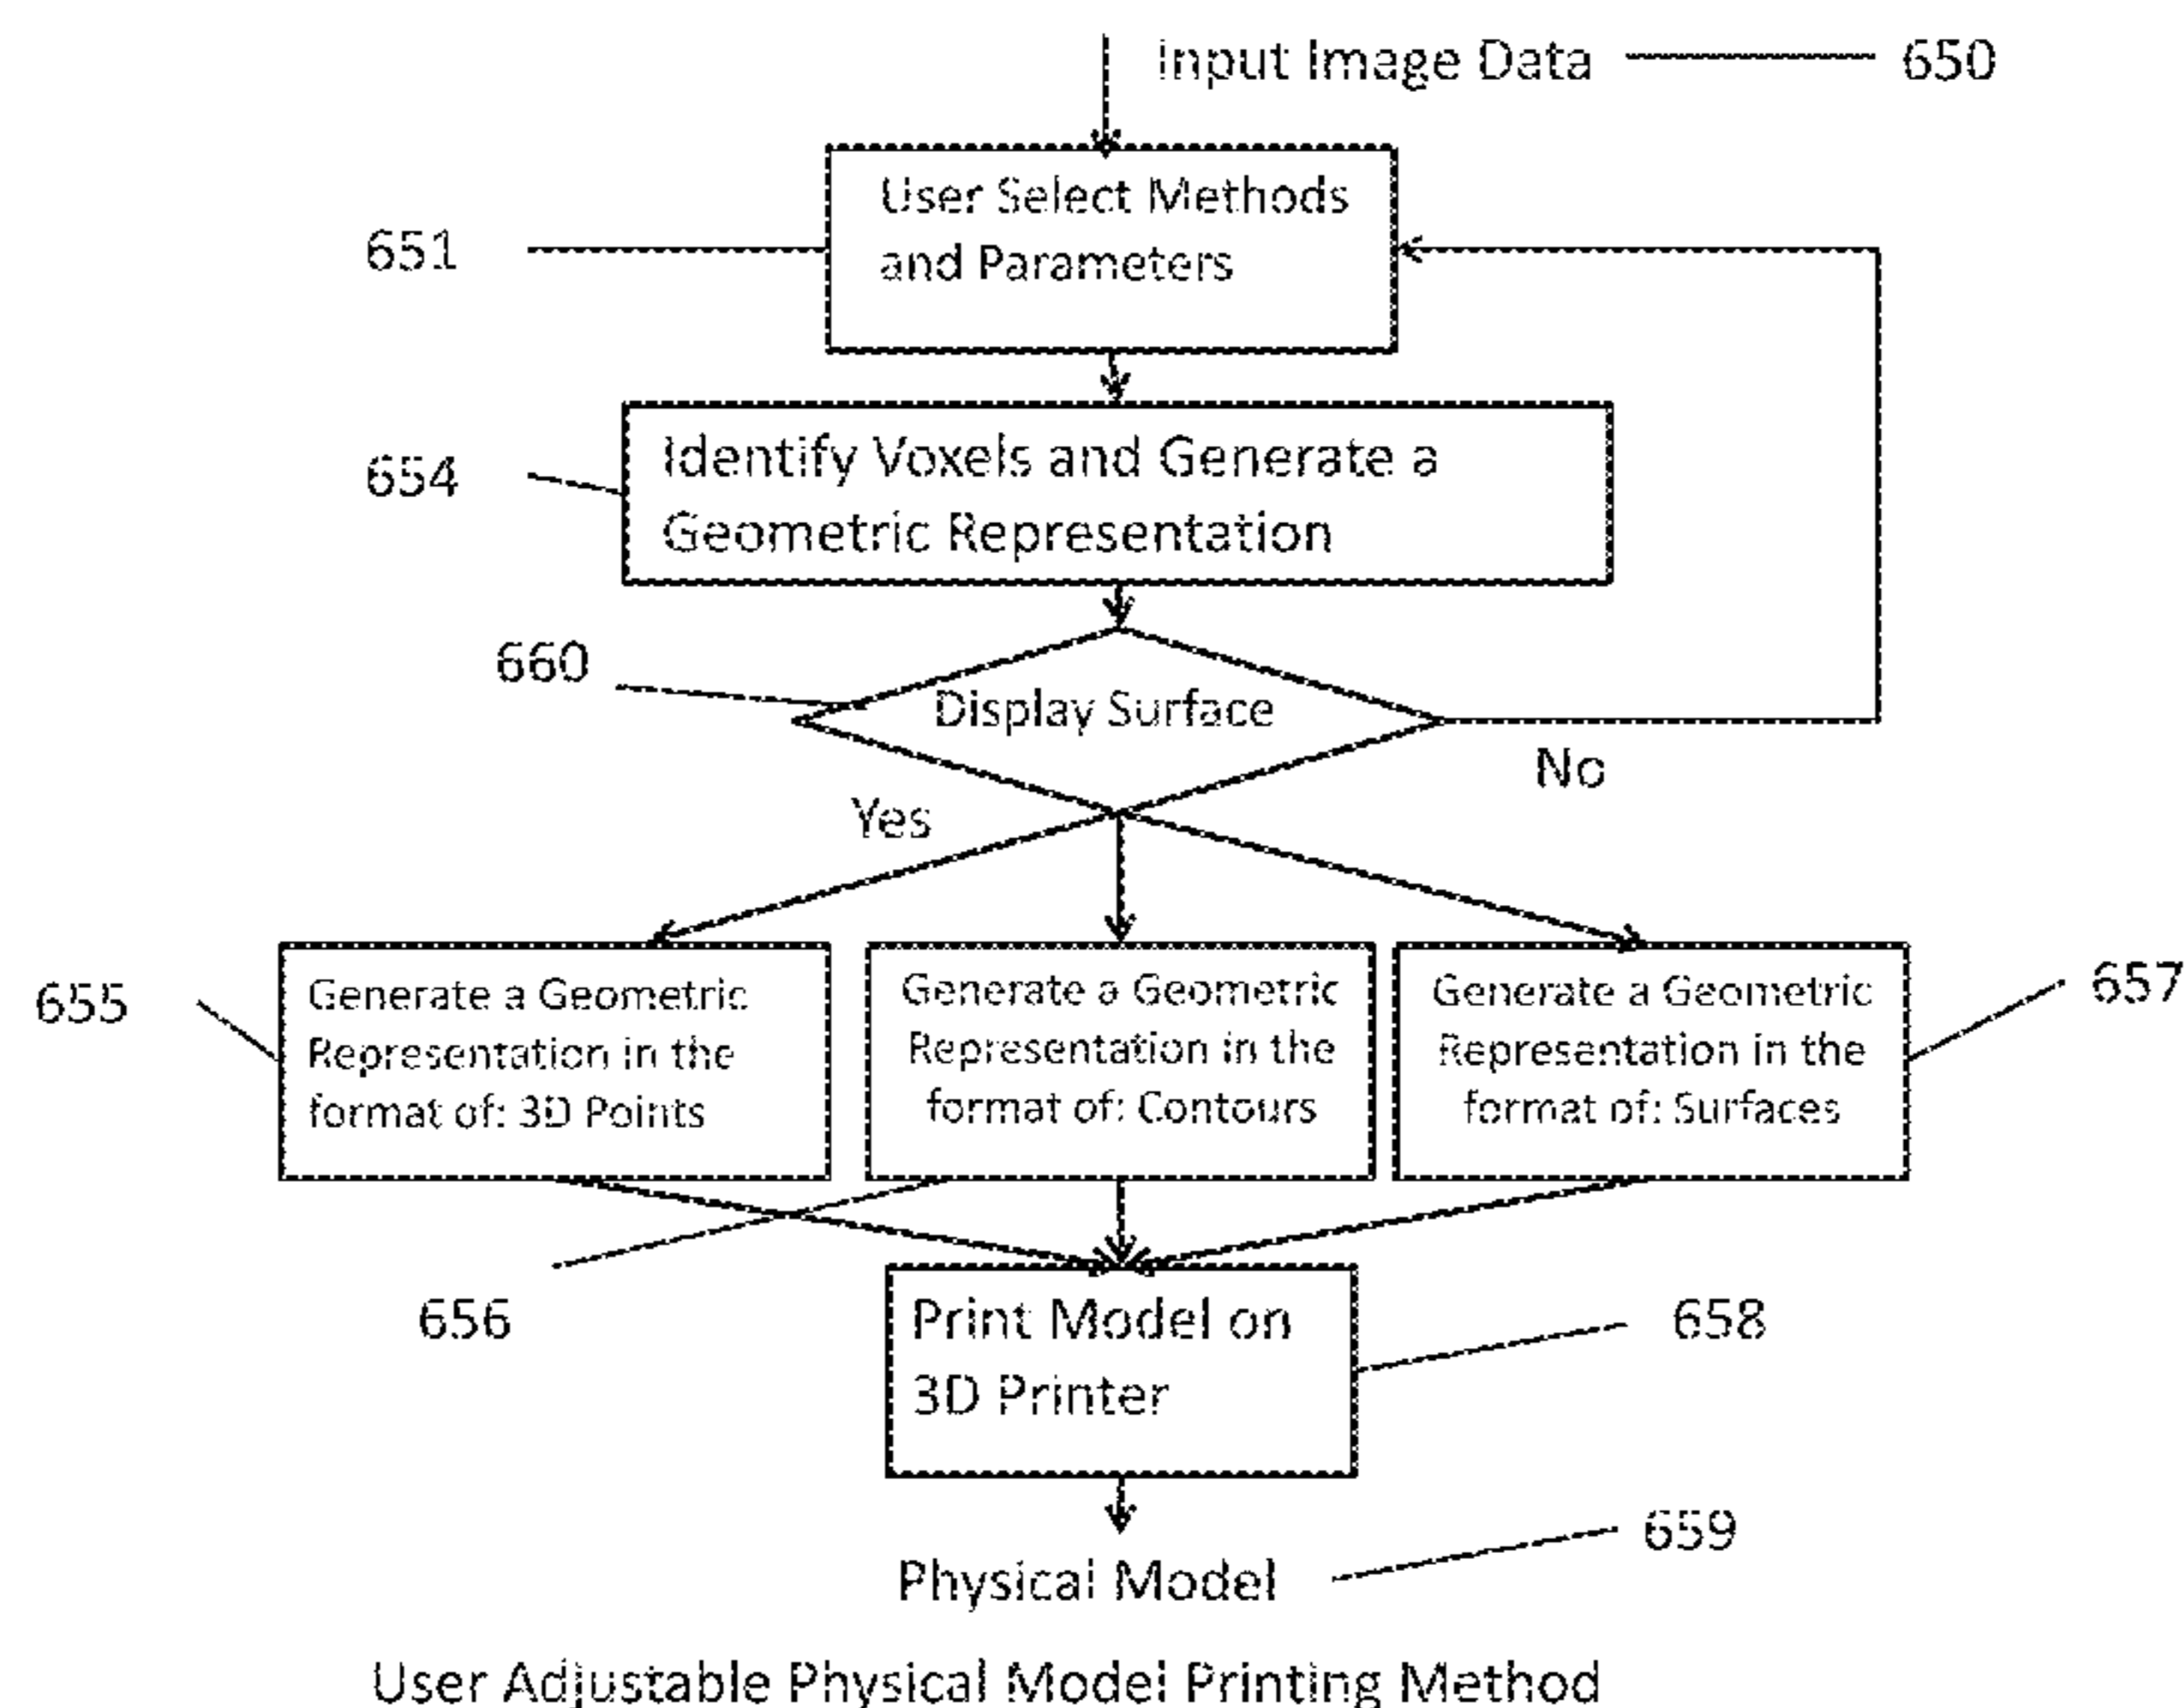 Input Image Data 650
User Select Methods
and Parameters
651
Identify Voxels and Generate a
Geometric Representation
654
660
Display Surface
No
Yes
655
Generate a Geometric
Representation in the
format of: 3D Points
Generate a Geometric
Representation in the
format of: Contours
Generate a Geometric
Representation in the
format of: Surfaces
657
656
Print Model on
3D Printer
658
659
Physical Model
User Adjustable Physical Model Printing Method